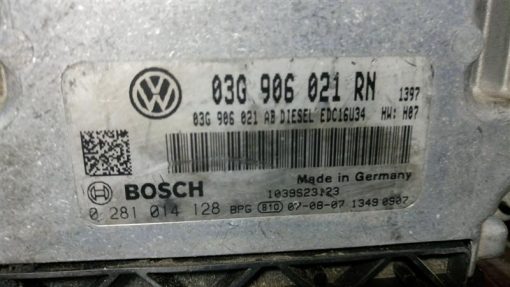 03G 906 021 RN 1397
03G 906 021 AB DIESEL EDC16U34 HW: H07
Made in Germany
BOSCH 1039S23123
0 281 014 128 BPG 810 07-08-07 1349 0907